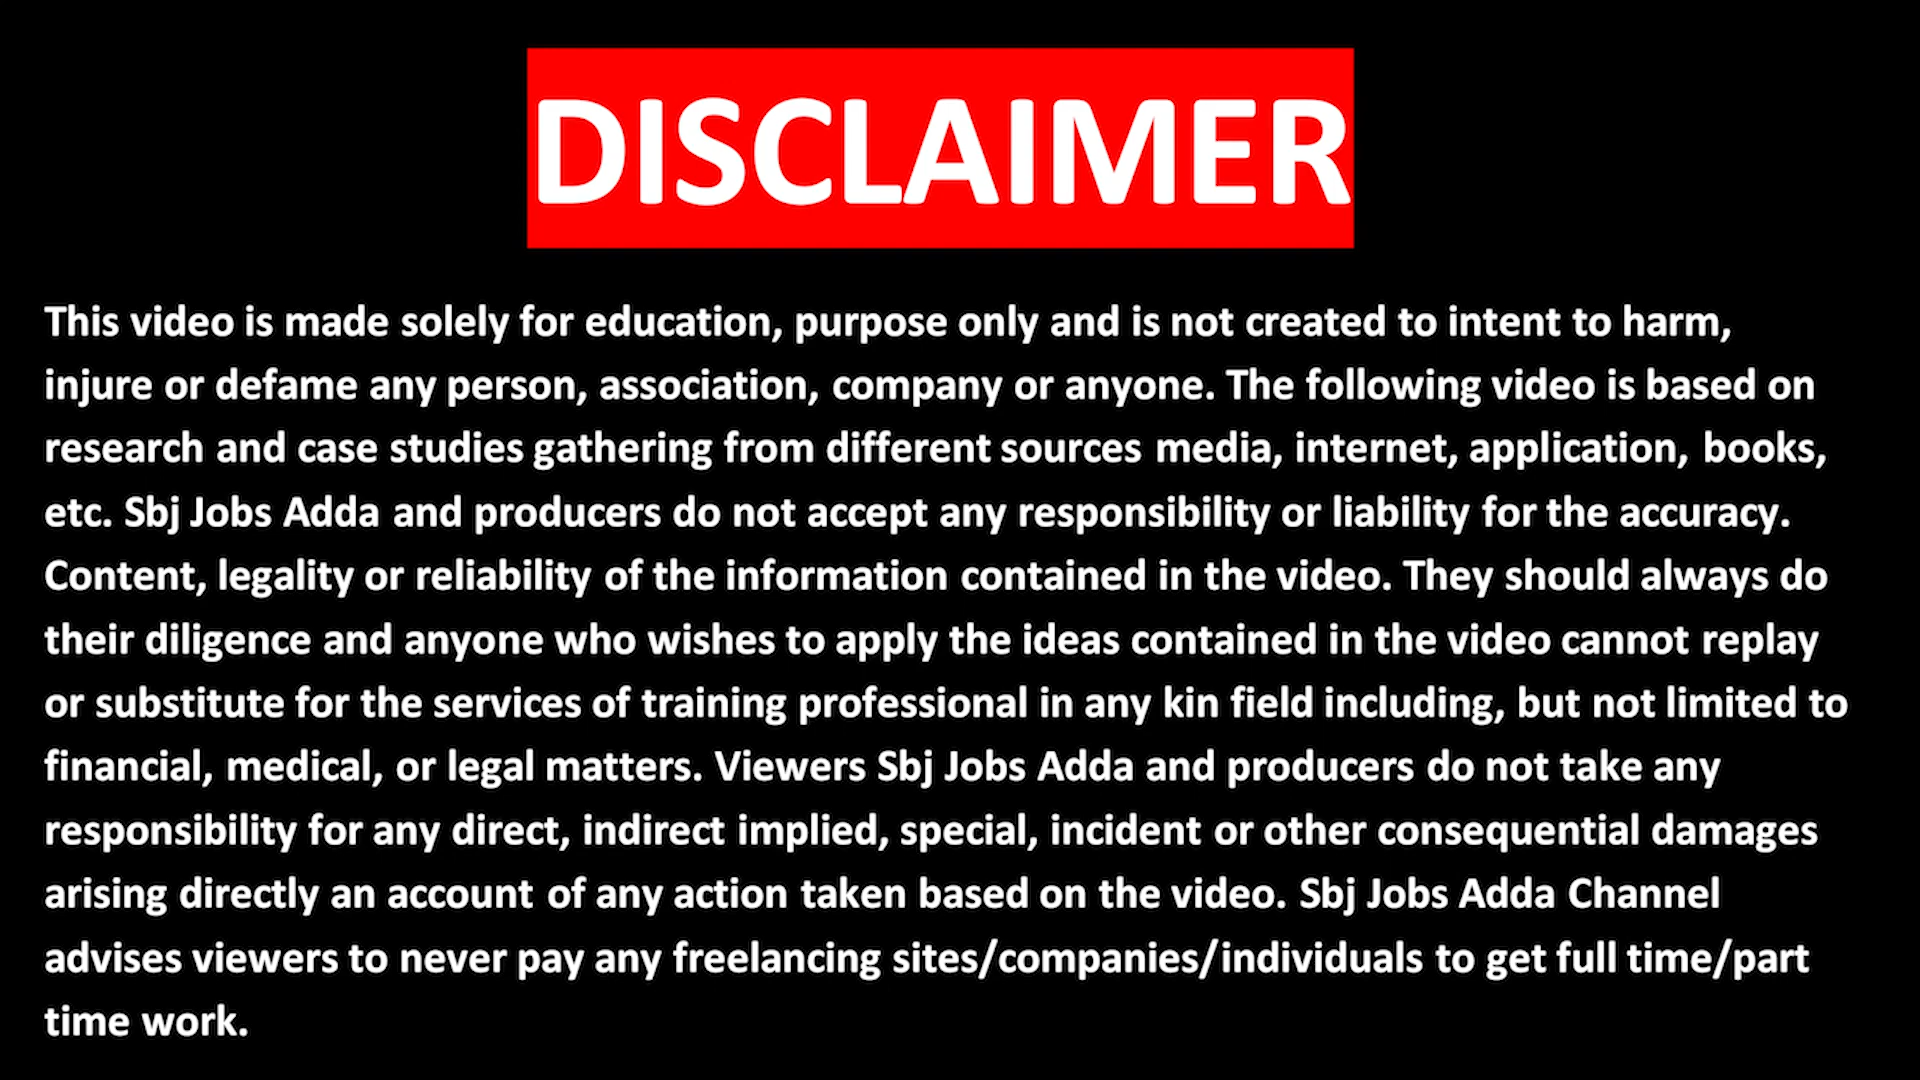 DISCLAIMER
This video is made solely for education, purpose only and is not created to intent to harm,
injure or defame any person, association, company or anyone. The following video is based on
research and case studies gathering from different sources media, internet, application, books,
etc. Sbj Jobs Adda and producers do not accept any responsibility or liability for the accuracy.
Content, legality or reliability of the information contained in the video. They should always do
their diligence and anyone who wishes to apply the ideas contained in the video cannot replay
or substitute for the services of training professional in any kin field including, but not limited to
financial, medical, or legal matters. Viewers Sbj Jobs Adda and producers do not take any
responsibility for any direct, indirect implied, special, incident or other consequential damages
arising directly an account of any action taken based on the video. Sbj Jobs Adda Channel
advises viewers to never pay any freelancing sites/companies/individuals to get full time/part
time work.